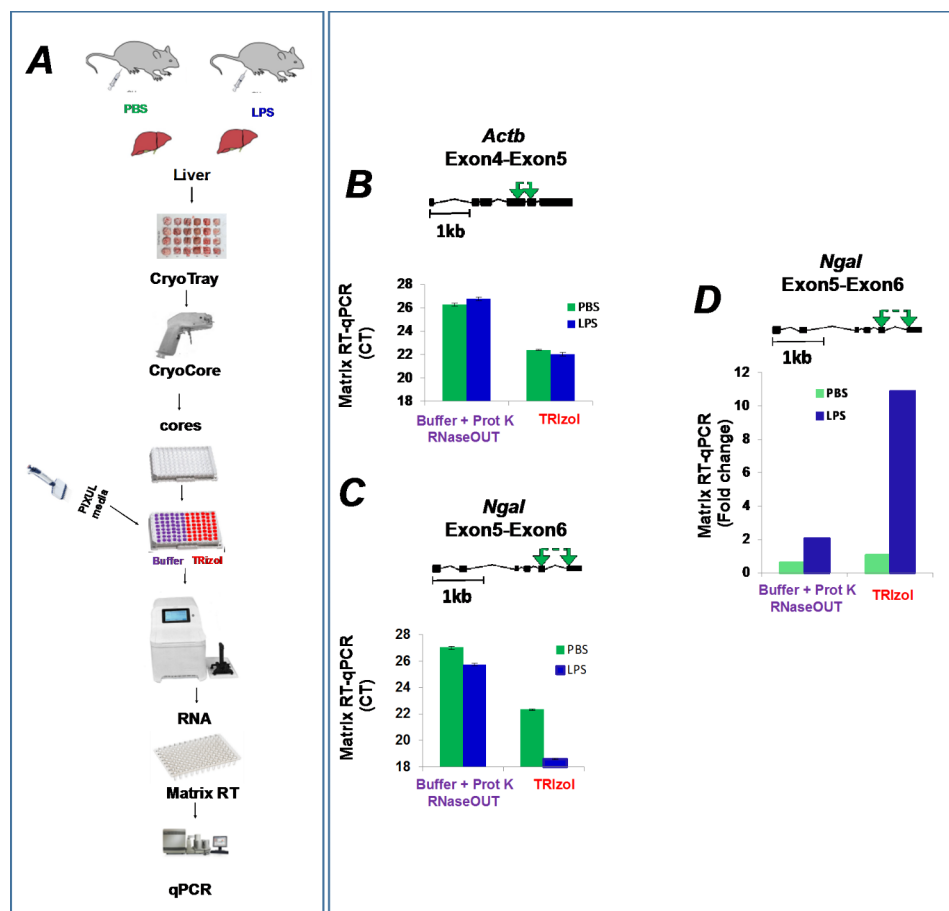 A
PBS
LPS
Liver
CryoTray
CryoCore
cores
PIXUL
media
Buffer TRizol
RNA
Matrix RT
qPCR
B
Actb
Exon4-Exon5
1kb
Matrix RT-qPCR
(CT)
28
26
24
22
20
18
PBS
LPS
Buffer + Prot K
RNaseOUT
TRIzol
C
Ngal
Exon5-Exon6
1kb
Matrix RT-qPCR
(CT)
28
26
24
22
20
18
PBS
LPS
Buffer + Prot K
RNaseOUT
TRIzol
D
Ngal
Exon5-Exon6
1kb
Matrix RT-qPCR
(Fold change)
12
10
8
6
4
2
0
PBS
LPS
Buffer + Prot K
RNaseOUT
TRIzol